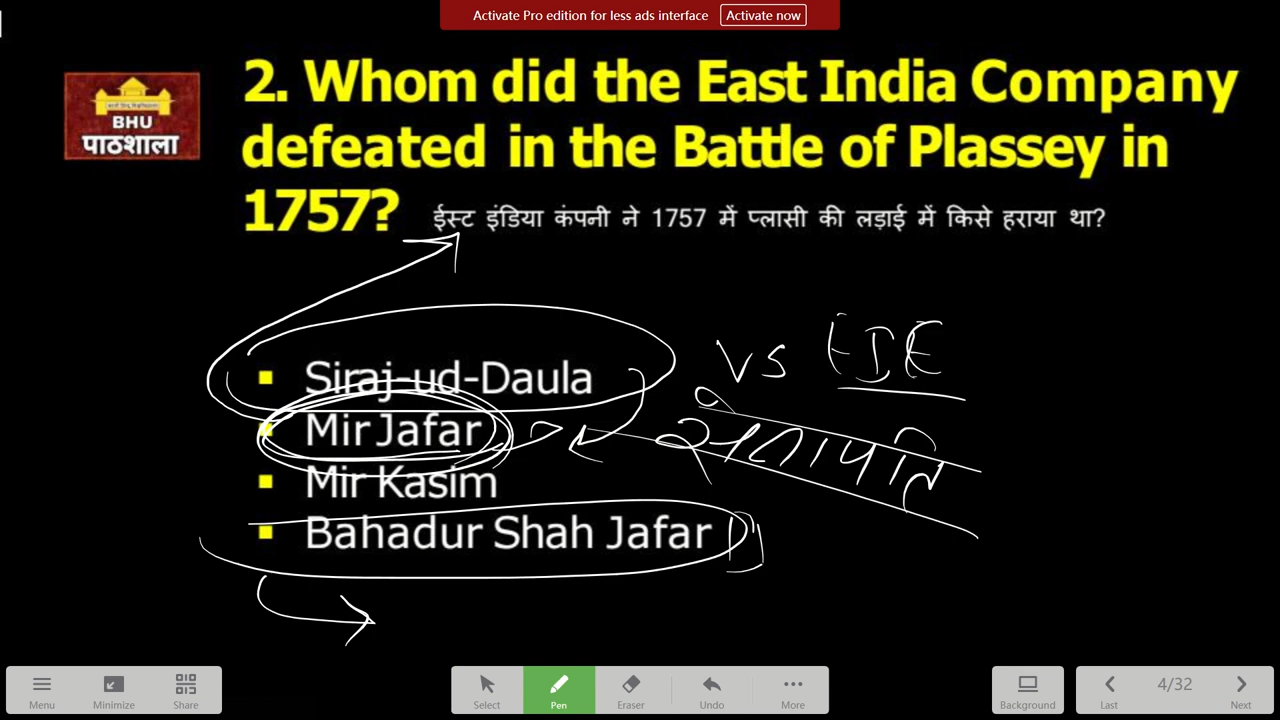 Activate Pro edition for less ads interface Activate now
BHU
पाठशाला
2. Whom did the East India Company
defeated in the Battle of Plassey in
1757? ईस्ट इंडिया कंपनी ने 1757 में प्लासी की लड़ाई में किसे हराया था?
Siraj-ud-Daula
VS
Mir Jafar
सेनापति
Mir Kasim
Bahadur Shah Jafar
Menu Minimize Share Select Pen Eraser Undo More Background Last 4/32 Next